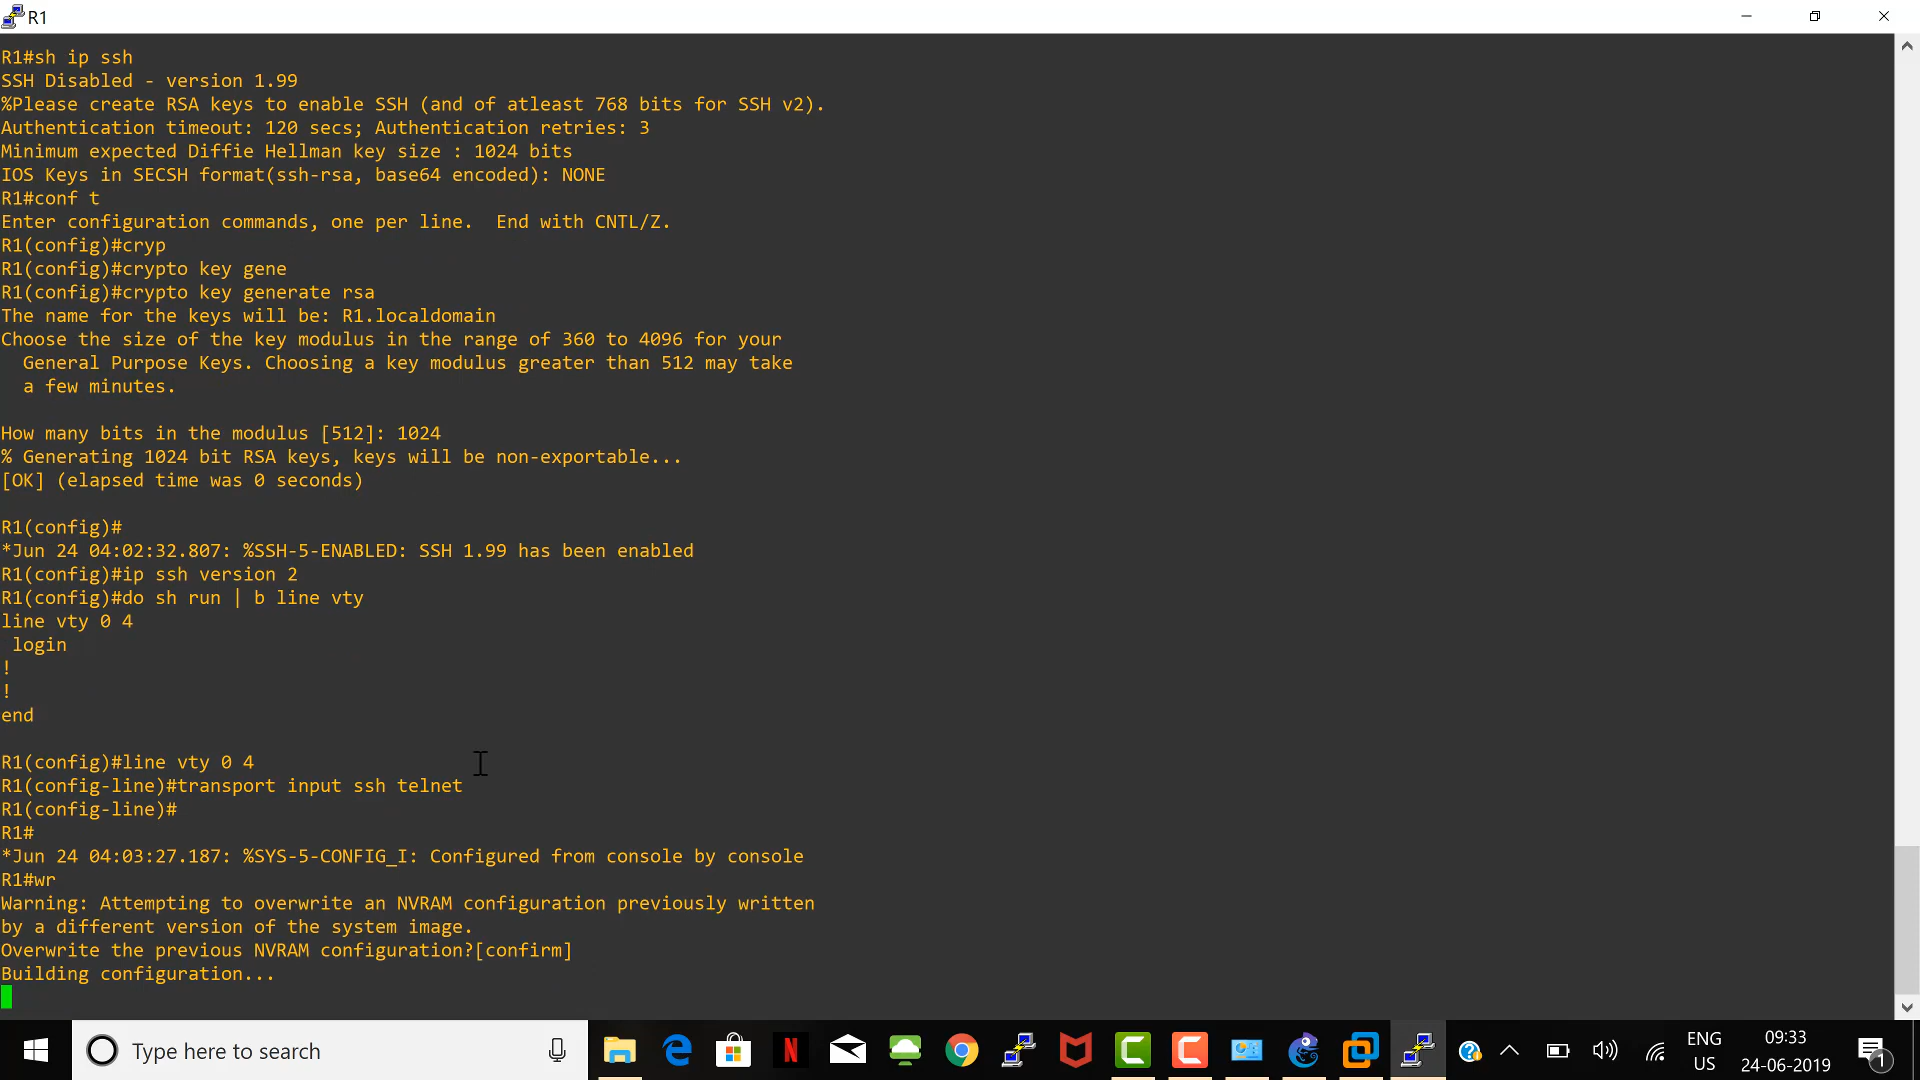 R1
R1#sh ip ssh
SSH Disabled - version 1.99
%Please create RSA keys to enable SSH (and of atleast 768 bits for SSH v2).
Authentication timeout: 120 secs; Authentication retries: 3
Minimum expected Diffie Hellman key size : 1024 bits
IOS Keys in SECSH format(ssh-rsa, base64 encoded): NONE
R1#conf t
Enter configuration commands, one per line.  End with CNTL/Z.
R1(config)#cryp
R1(config)#crypto key gene
R1(config)#crypto key generate rsa
The name for the keys will be: R1.localdomain
Choose the size of the key modulus in the range of 360 to 4096 for your
  General Purpose Keys. Choosing a key modulus greater than 512 may take
  a few minutes.
How many bits in the modulus [512]: 1024
% Generating 1024 bit RSA keys, keys will be non-exportable...
[OK] (elapsed time was 0 seconds)
R1(config)#
*Jun 24 04:02:32.807: %SSH-5-ENABLED: SSH 1.99 has been enabled
R1(config)#ip ssh version 2
R1(config)#do sh run | b line vty
line vty 0 4
 login
!
!
end
R1(config)#line vty 0 4
R1(config-line)#transport input ssh telnet
R1(config-line)#
R1#
*Jun 24 04:03:27.187: %SYS-5-CONFIG_I: Configured from console by console
R1#wr
Warning: Attempting to overwrite an NVRAM configuration previously written
by a different version of the system image.
Overwrite the previous NVRAM configuration?[confirm]
Building configuration...
Type here to search
ENG
US
09:33
24-06-2019
1